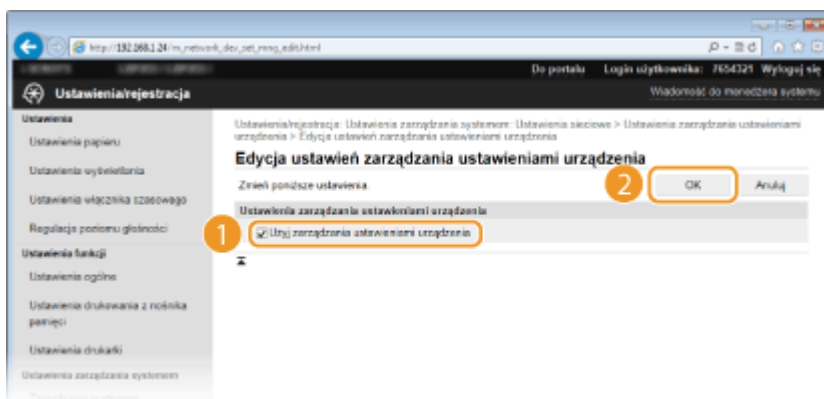 http://192.168.1.24/m_network_dev_set_mng_edit.html
Do portalu Login użytkownika: 7654321 Wyloguj się
Ustawienia/rejestracja
Wiadomość do menedżera systemu
Ustawienia
Ustawienia papieru
Ustawienia wyświetlania
Ustawienia włącznika czasowego
Regulacja poziomu głośności
Ustawienia funkcji
Ustawienia ogólne
Ustawienia drukowania z nośnika
pamięci
Ustawienia drukarki
Ustawienia zarządzania systemem
Ustawienia/rejestracja: Ustawienia zarządzania systemem: Ustawienia sieciowe > Ustawienia zarządzania ustawieniami
urządzenia > Edycja ustawień zarządzania ustawieniami urządzenia
Edycja ustawień zarządzania ustawieniami urządzenia
Zmień poniższe ustawienia.
2
OK
Anuluj
Ustawienia zarządzania ustawieniami urządzenia
1
Użyj zarządzania ustawieniami urządzenia